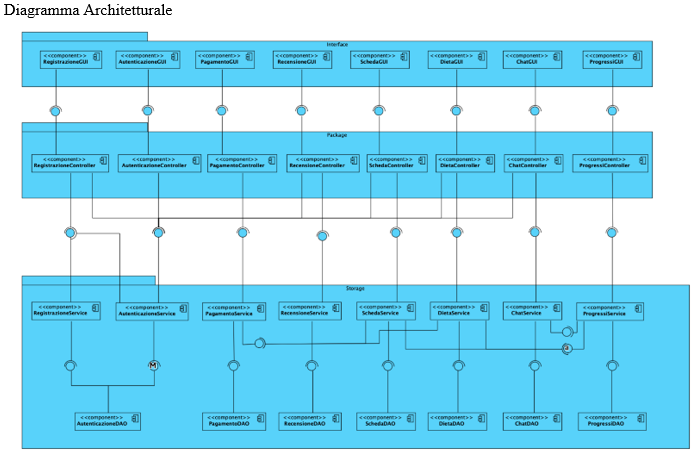 Diagramma Architetturale
Interface
<<component>> <<component>> <<component>> <<component>> <<component>> <<component>> <<component>> <<component>>
RegistrazioneGUI AutenticazioneGUI PagamentoGUI RecensioneGUI SchedaGUI DietaGUI ChatGUI ProgressiGUI
Package
<<component>> <<component>> <<component>> <<component>> <<component>> <<component>> <<component>> <<component>>
RegistrazioneController AutenticazioneController PagamentoController RecensioneController SchedaController DietaController ChatController ProgressiController
Storage
<<component>> <<component>> <<component>> <<component>> <<component>> <<component>> <<component>> <<component>>
RegistrazioneService AutenticazioneService PagamentoService RecensioneService SchedaService DietaService ChatService ProgressiService
M
<<component>> <<component>> <<component>> <<component>> <<component>> <<component>> <<component>>
AutenticazioneDAO PagamentoDAO RecensioneDAO SchedaDAO DietaDAO ChatDAO ProgressiDAO